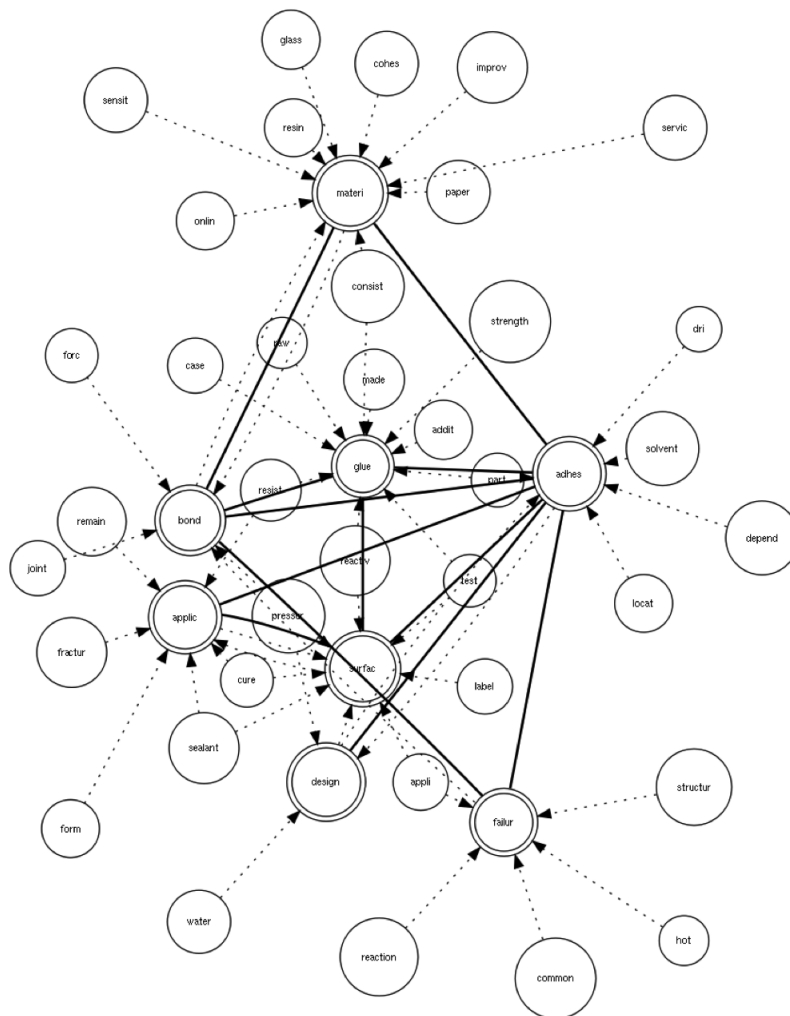 glass
cohes
improv
sensit
resin
servic
materi
paper
onlin
consist
strength
raw
dri
forc
case
made
addit
solvent
glue
adhes
resist
part
bond
remain
depend
joint
reactiv
test
locat
applic
presser
fractur
surfac
cure
label
sealant
design
appli
structur
failur
form
water
hot
reaction
common